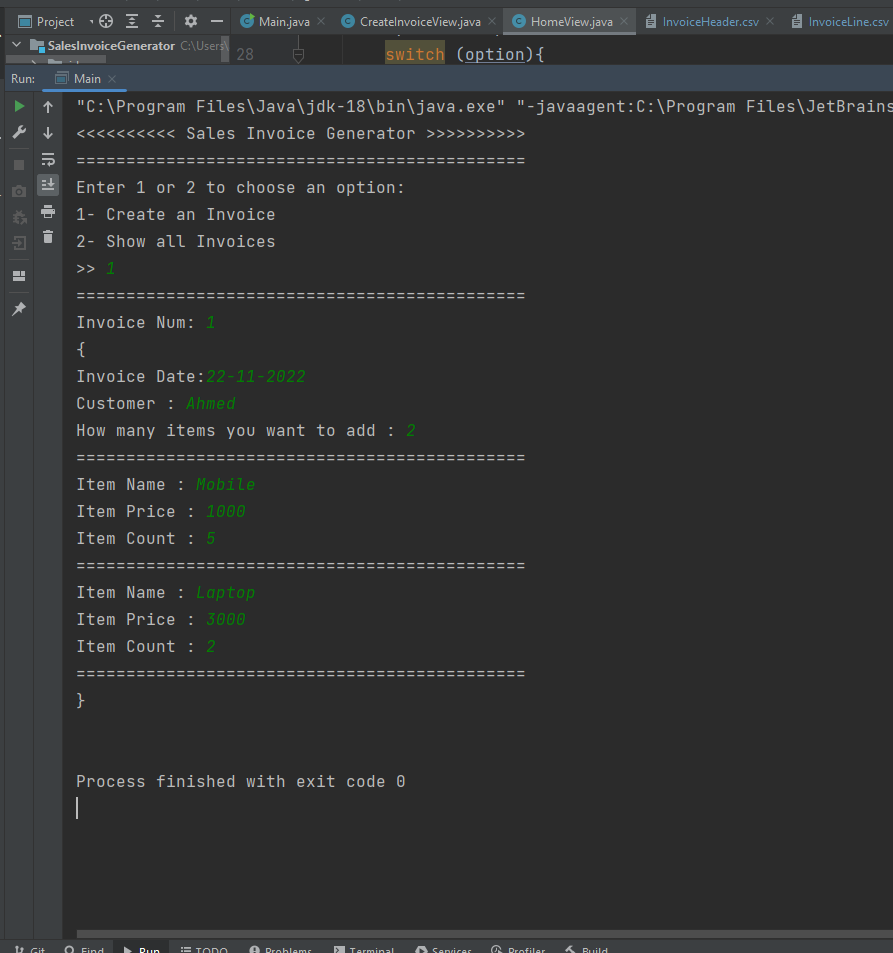 Project Main.java CreateInvoiceView.java HomeView.java InvoiceHeader.csv InvoiceLine.csv
SalesInvoiceGenerator C:\Users\
28 switch (option){
Run: Main
"C:\Program Files\Java\jdk-18\bin\java.exe" "-javaagent:C:\Program Files\JetBrains
<<<<<<<<<< Sales Invoice Generator >>>>>>>>>>
=============================================
Enter 1 or 2 to choose an option:
1- Create an Invoice
2- Show all Invoices
>> 1
=============================================
Invoice Num: 1
{
Invoice Date:22-11-2022
Customer : Ahmed
How many items you want to add : 2
=============================================
Item Name : Mobile
Item Price : 1000
Item Count : 5
=============================================
Item Name : Laptop
Item Price : 3000
Item Count : 2
=============================================
}
Process finished with exit code 0
Git Find Run TODO Problems Terminal Services Profiler Build